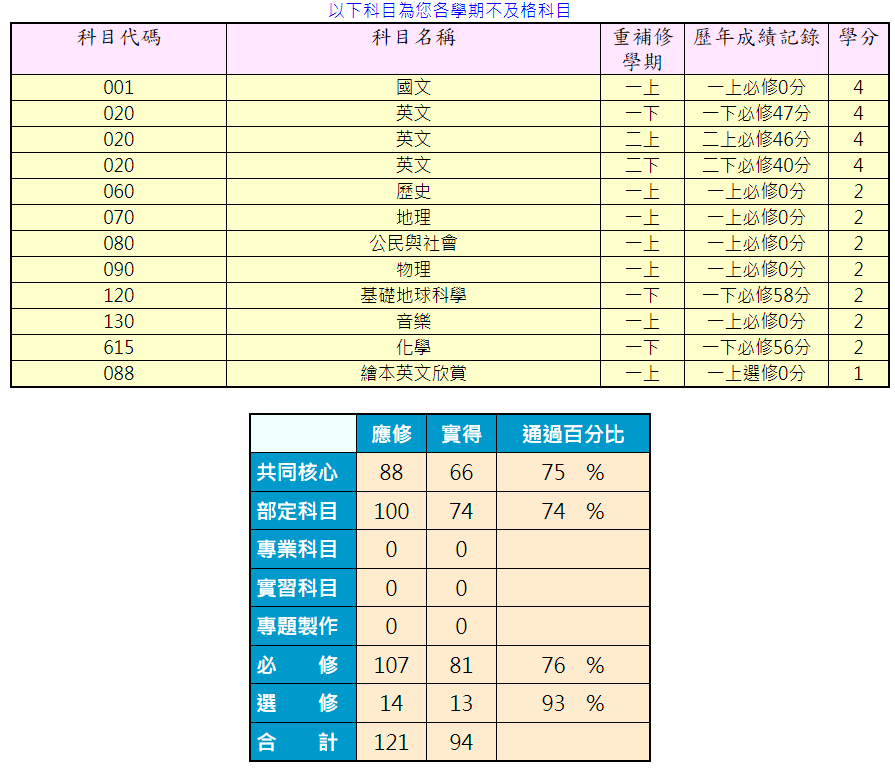 以下科目為您各學期不及格科目
科目代碼 科目名稱 重補修學期 歷年成績記錄 學分
001 國文 一上 一上必修0分 4
020 英文 一下 一下必修47分 4
020 英文 二上 二上必修46分 4
020 英文 二下 二下必修40分 4
060 歷史 一上 一上必修0分 2
070 地理 一上 一上必修0分 2
080 公民與社會 一上 一上必修0分 2
090 物理 一上 一上必修0分 2
120 基礎地球科學 一下 一下必修58分 2
130 音樂 一上 一上必修0分 2
615 化學 一下 一下必修56分 2
088 繪本英文欣賞 一上 一上選修0分 1
應修 實得 通過百分比
共同核心 88 66 75 %
部定科目 100 74 74 %
專業科目 0 0
實習科目 0 0
專題製作 0 0
必 修 107 81 76 %
選 修 14 13 93 %
合 計 121 94